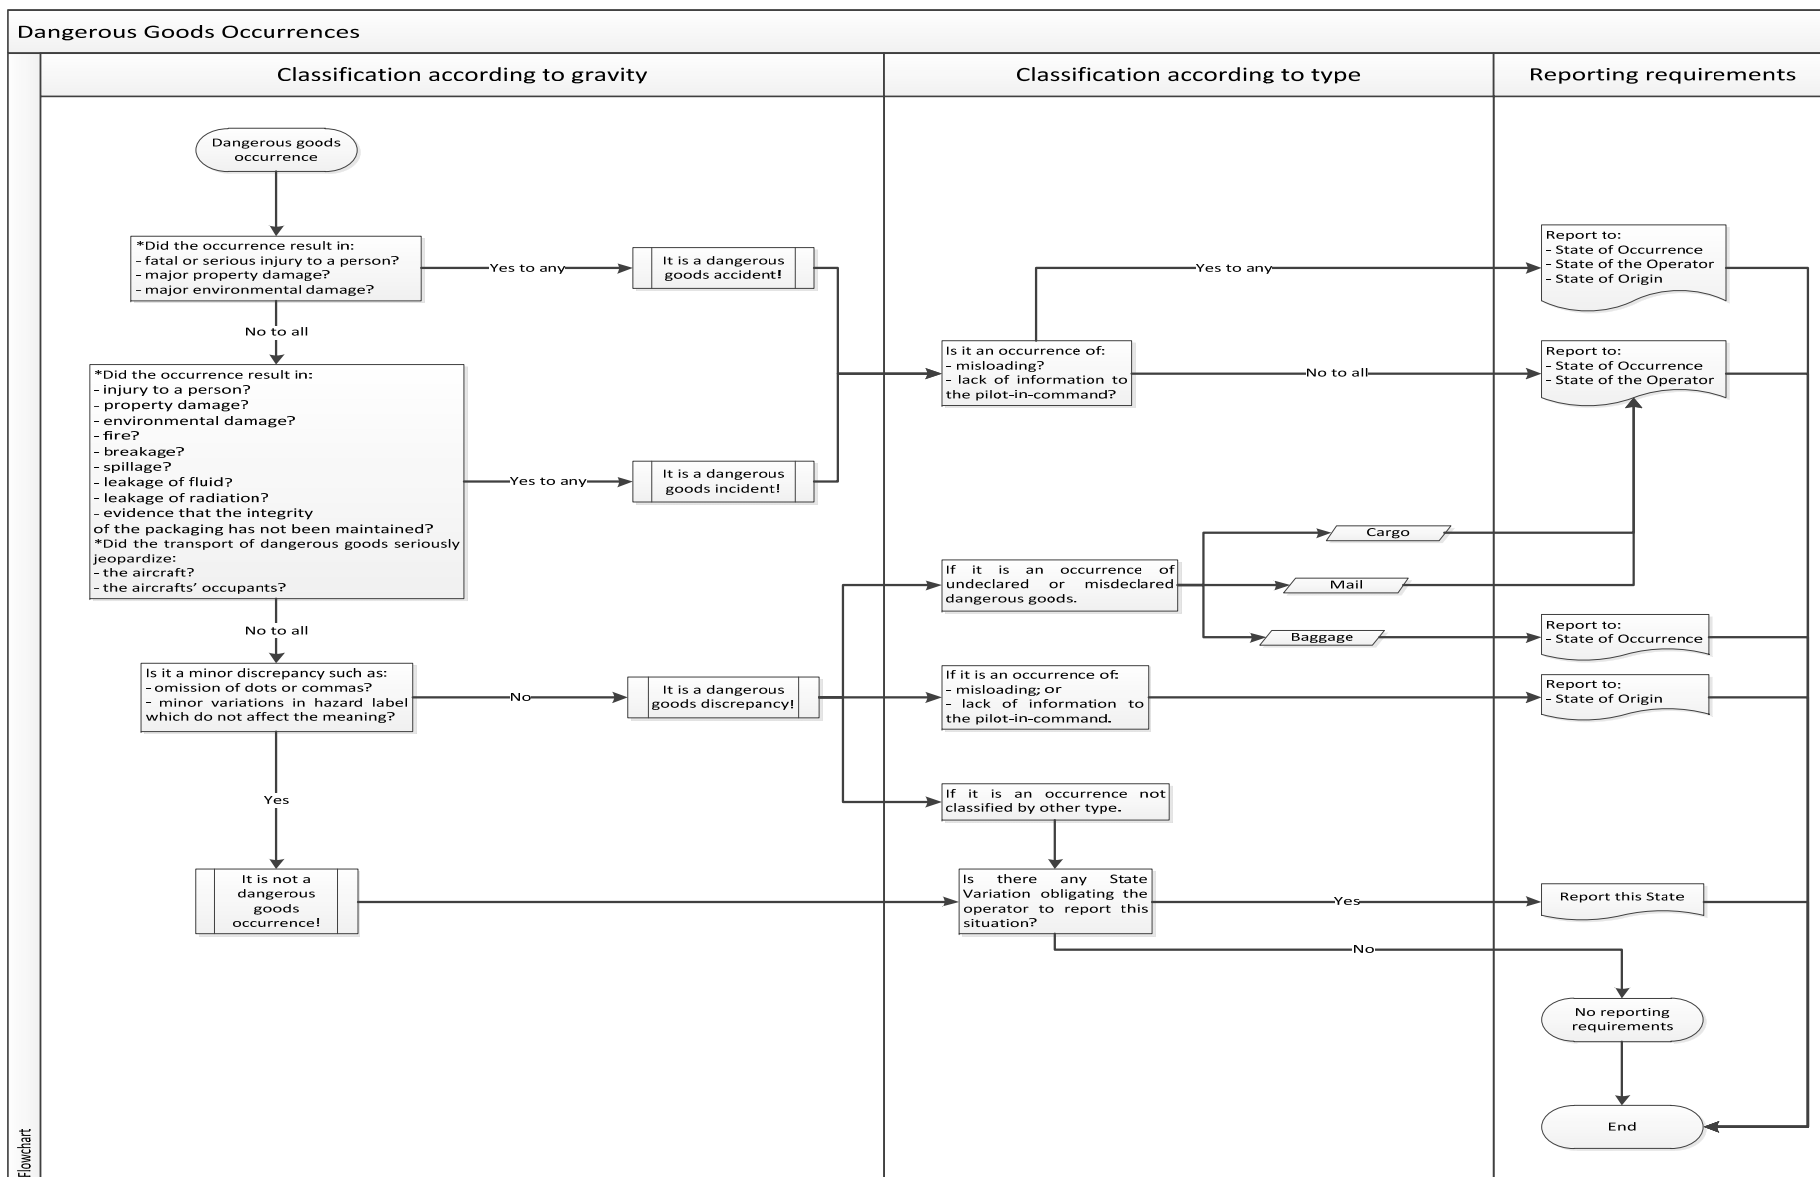 Dangerous Goods Occurrences
Classification according to gravity
Classification according to type
Reporting requirements
Dangerous goods
occurrence
*Did the occurrence result in:
- fatal or serious injury to a person?
- major property damage?
- major environmental damage?
Yes to any
It is a dangerous
goods accident!
No to all
*Did the occurrence result in:
- injury to a person?
- property damage?
- environmental damage?
- fire?
- breakage?
- spillage?
- leakage of fluid?
- leakage of radiation?
- evidence that the integrity
of the packaging has not been maintained?
*Did the transport of dangerous goods seriously
jeopardize:
- the aircraft?
- the aircrafts' occupants?
Yes to any
It is a dangerous
goods incident!
No to all
Is it a minor discrepancy such as:
- omission of dots or commas?
- minor variations in hazard label
which do not affect the meaning?
No
It is a dangerous
goods discrepancy!
Yes
It is not a
dangerous
goods
occurrence!
Is it an occurrence of:
- misloading?
- lack of information to
the pilot-in-command?
Yes to any
No to all
If it is an occurrence of
undeclared or misdeclared
dangerous goods.
Cargo
Mail
Baggage
If it is an occurrence of:
- misloading; or
- lack of information to
the pilot-in-command.
If it is an occurrence not
classified by other type.
Is there any State
Variation obligating the
operator to report this
situation?
Yes
No
Report to:
- State of Occurrence
- State of the Operator
- State of Origin
Report to:
- State of Occurrence
- State of the Operator
Report to:
- State of Occurrence
Report to:
- State of Origin
Report this State
No reporting
requirements
End
Flowchart